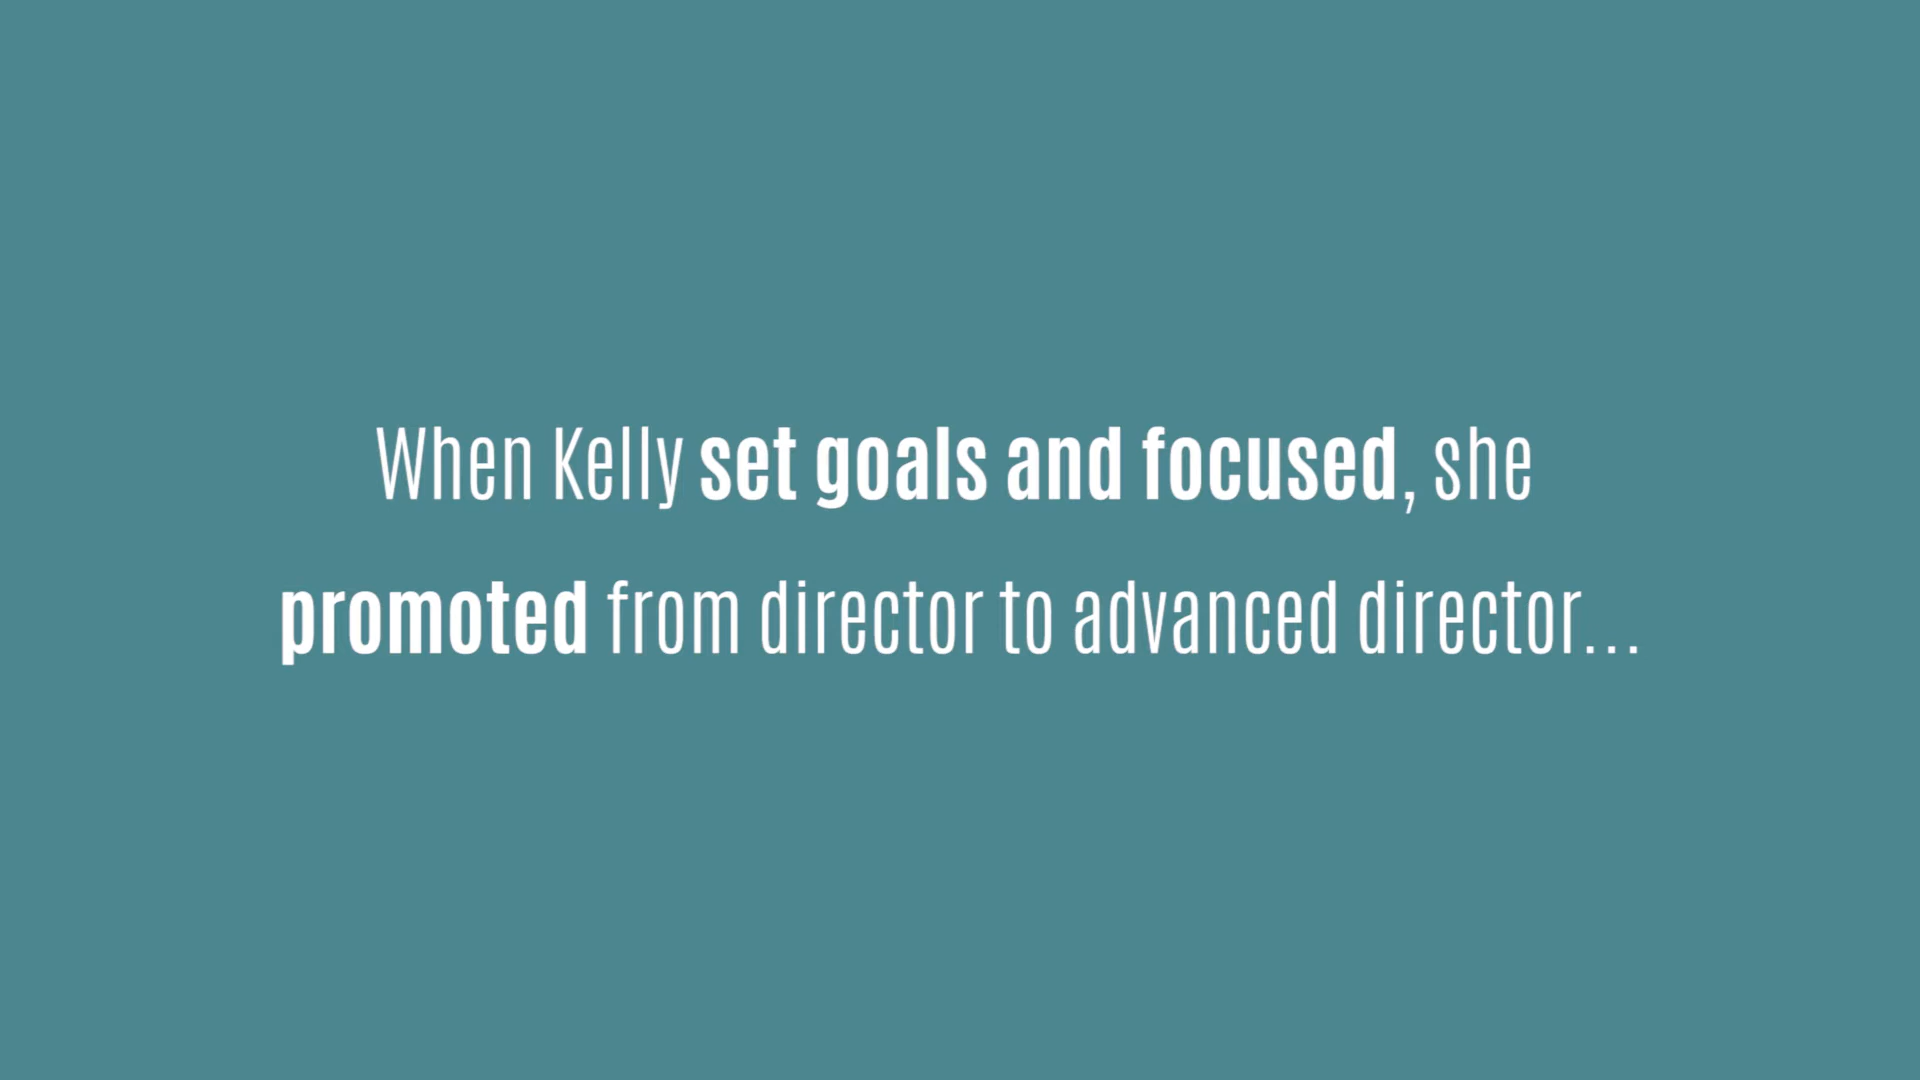 When Kelly set goals and focused, she
promoted from director to advanced director...